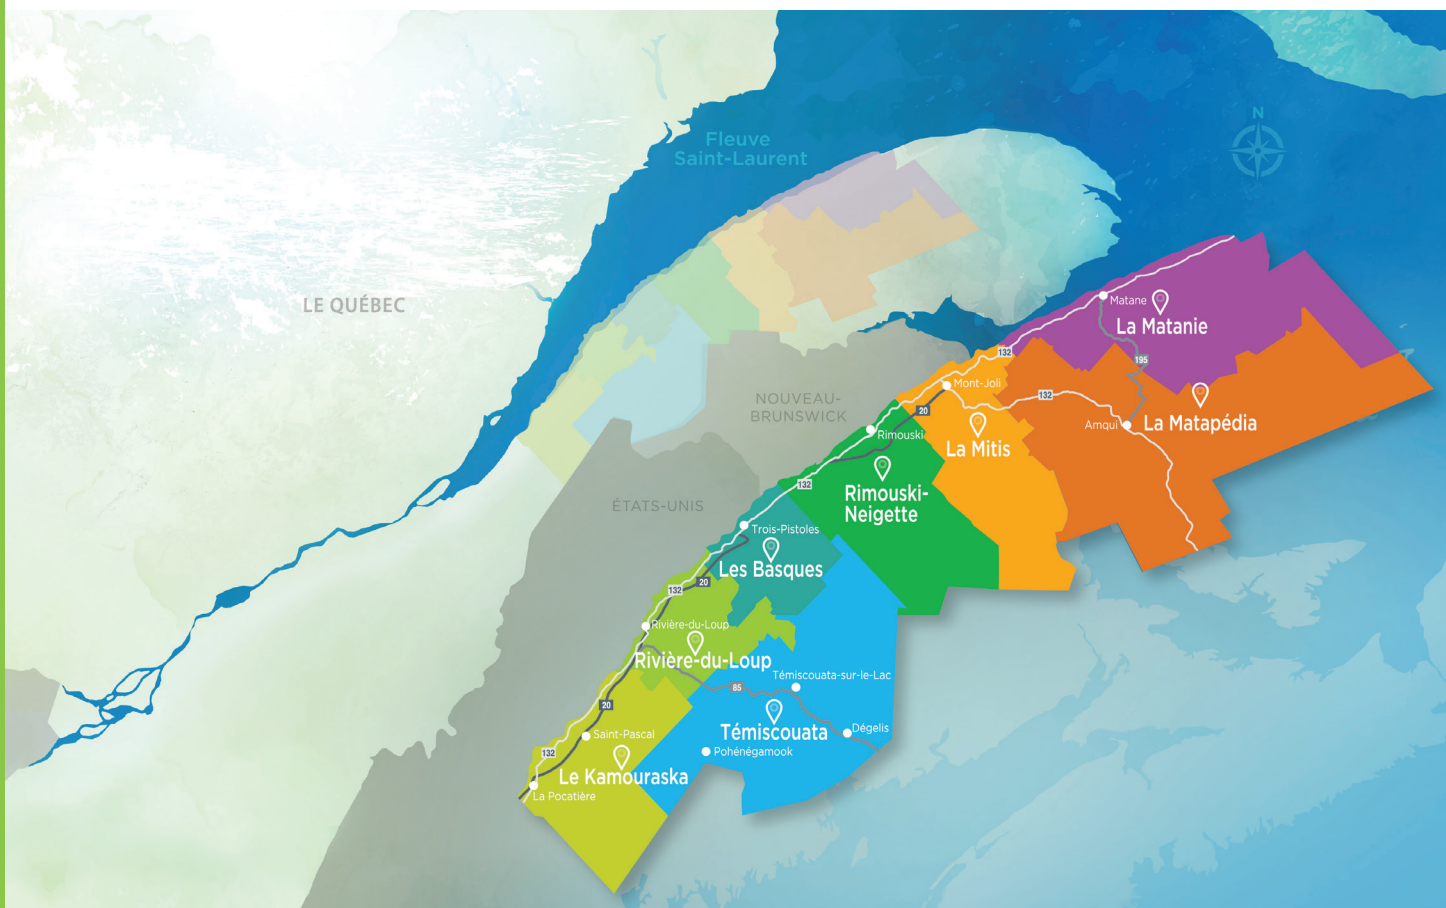 N
Fleuve
Saint-Laurent
LE QUÉBEC
Matane
La Matanie
132
195
Mont-Joli
NOUVEAU-
BRUNSWICK
132
20
Amqui
La Matapédia
Rimouski
La Mitis
132
Rimouski-
Neigette
ÉTATS-UNIS
Trois-Pistoles
Les Basques
20
132
Rivière-du-Loup
Rivière-du-Loup
Témiscouata-sur-le-Lac
85
20
Témiscouata
Dégelis
Saint-Pascal
132
Pohénégamook
Le Kamouraska
La Pocatière